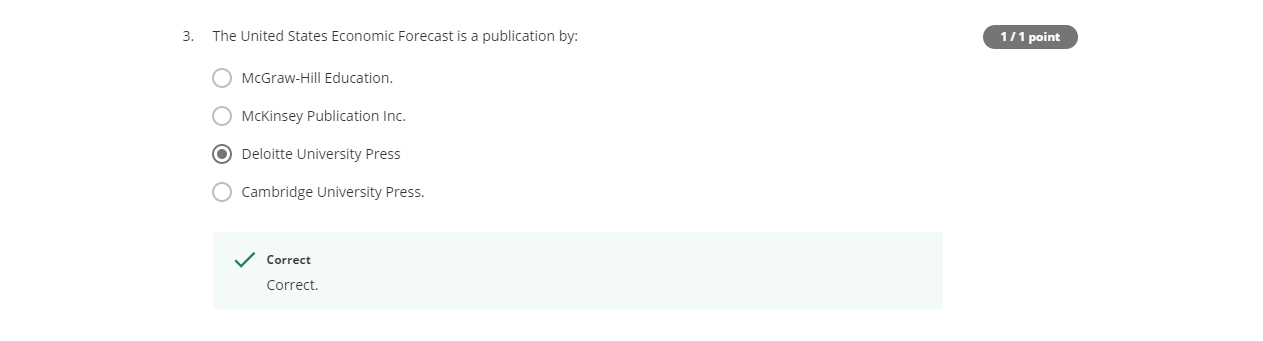 3. The United States Economic Forecast is a publication by:
1 / 1 point
McGraw-Hill Education.
McKinsey Publication Inc.
Deloitte University Press
Cambridge University Press.
Correct
Correct.